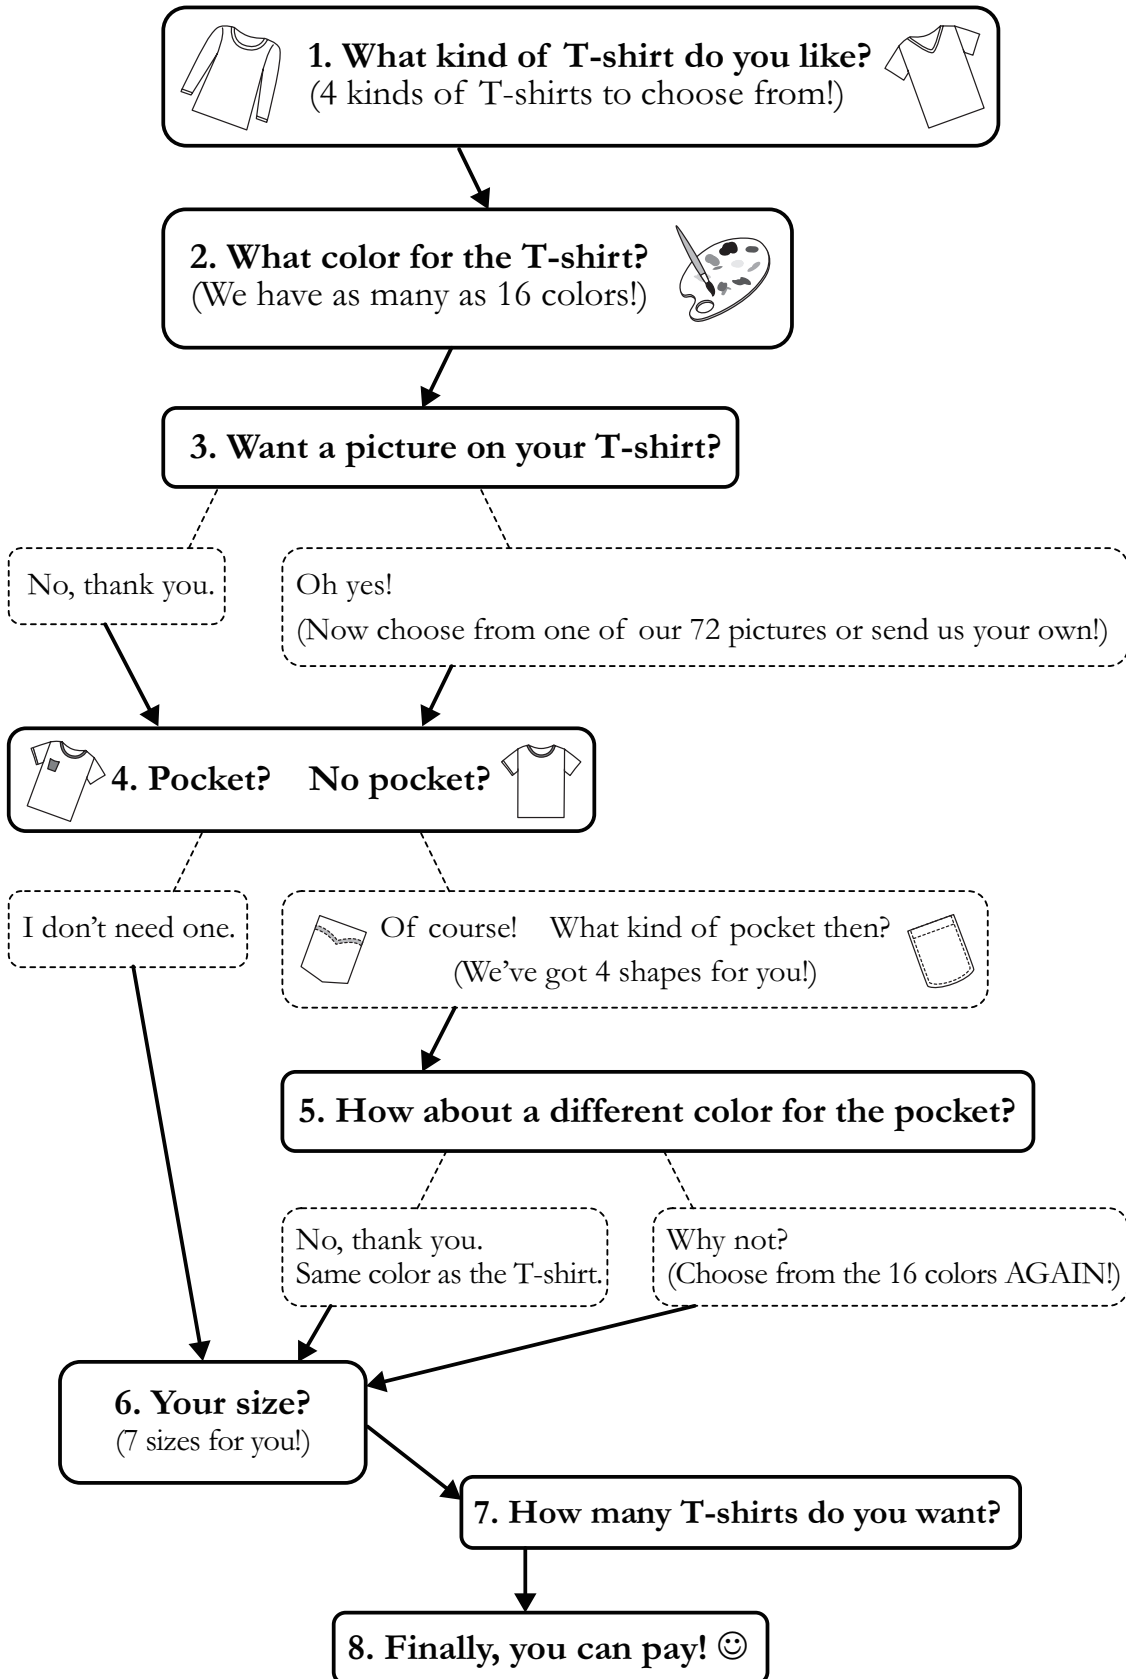 1. What kind of T-shirt do you like?
(4 kinds of T-shirts to choose from!)
2. What color for the T-shirt?
(We have as many as 16 colors!)
3. Want a picture on your T-shirt?
No, thank you.
Oh yes!
(Now choose from one of our 72 pictures or send us your own!)
4. Pocket? No pocket?
I don’t need one.
Of course! What kind of pocket then?
(We’ve got 4 shapes for you!)
5. How about a different color for the pocket?
No, thank you.
Same color as the T-shirt.
Why not?
(Choose from the 16 colors AGAIN!)
6. Your size?
(7 sizes for you!)
7. How many T-shirts do you want?
8. Finally, you can pay! ☺